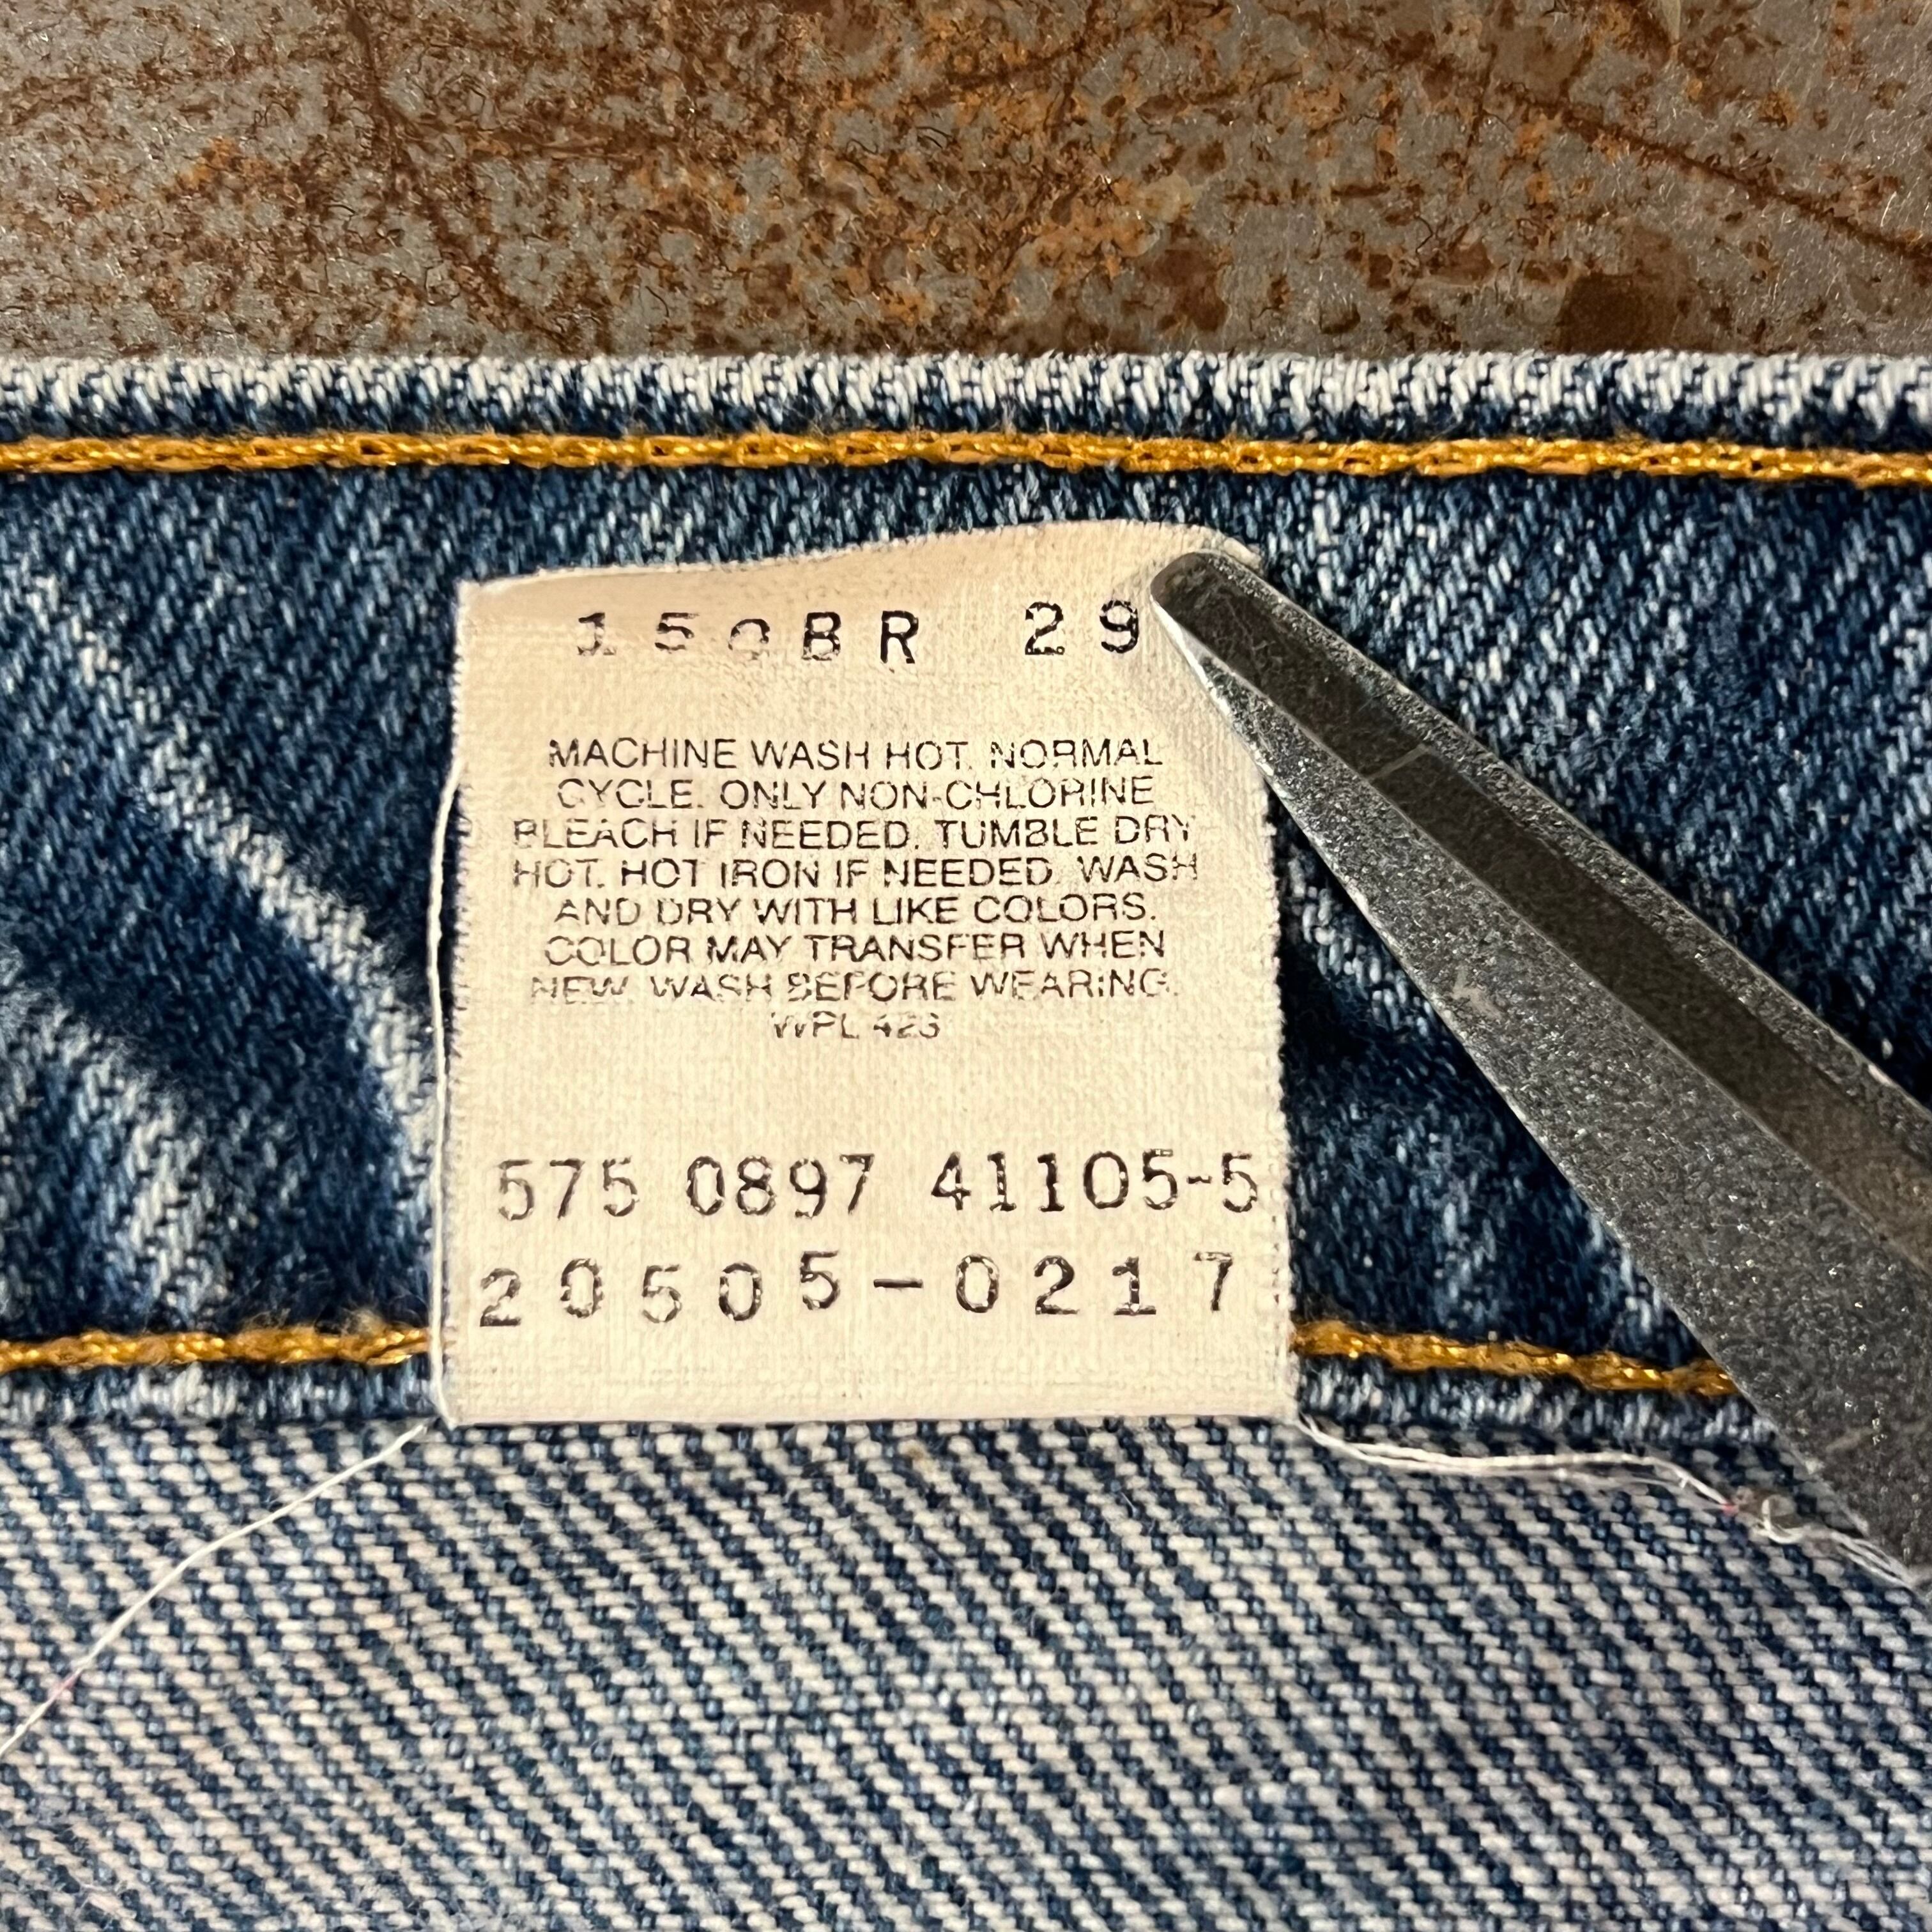 150BR 29
MACHINE WASH HOT. NORMAL
CYCLE. ONLY NON-CHLORINE
BLEACH IF NEEDED. TUMBLE DRY
HOT. HOT IRON IF NEEDED. WASH
AND DRY WITH LIKE COLORS.
COLOR MAY TRANSFER WHEN
NEW. WASH BEFORE WEARING.
WPL 423
575 0897 41105-5
20505-0217